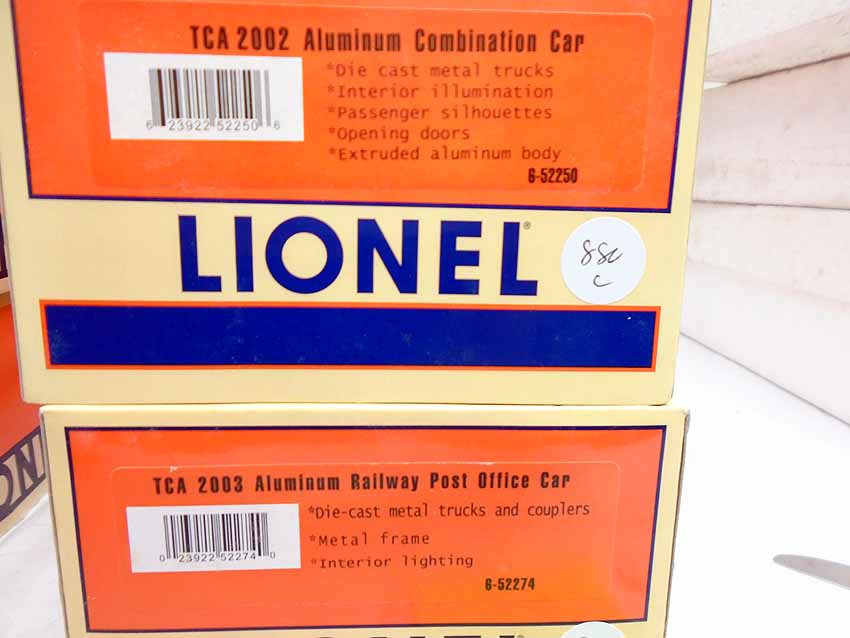 TCA 2002 Aluminum Combination Car
*Die cast metal trucks
*Interior illumination
*Passenger silhouettes
*Opening doors
*Extruded aluminum body
6 23922 52250 6
6-52250
LIONEL®
C
TCA 2003 Aluminum Railway Post Office Car
*Die-cast metal trucks and couplers
*Metal frame
*Interior lighting
0 23922 52274 0
6-52274
ON